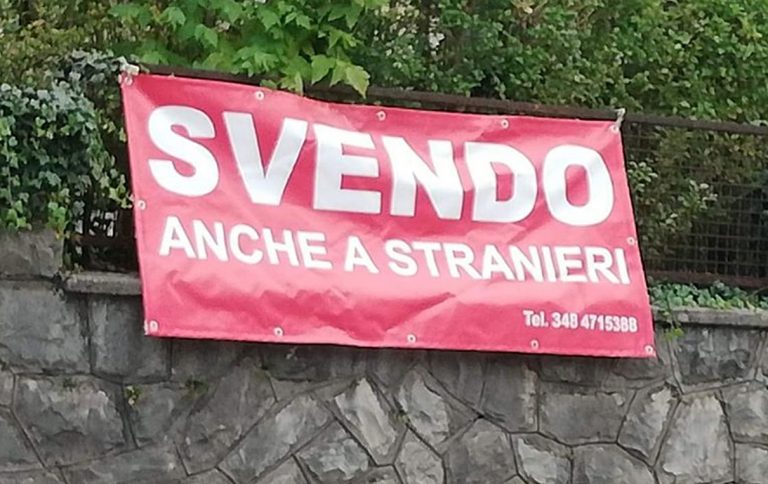 SVENDO
ANCHE A STRANIERI
Tel. 348 4715388